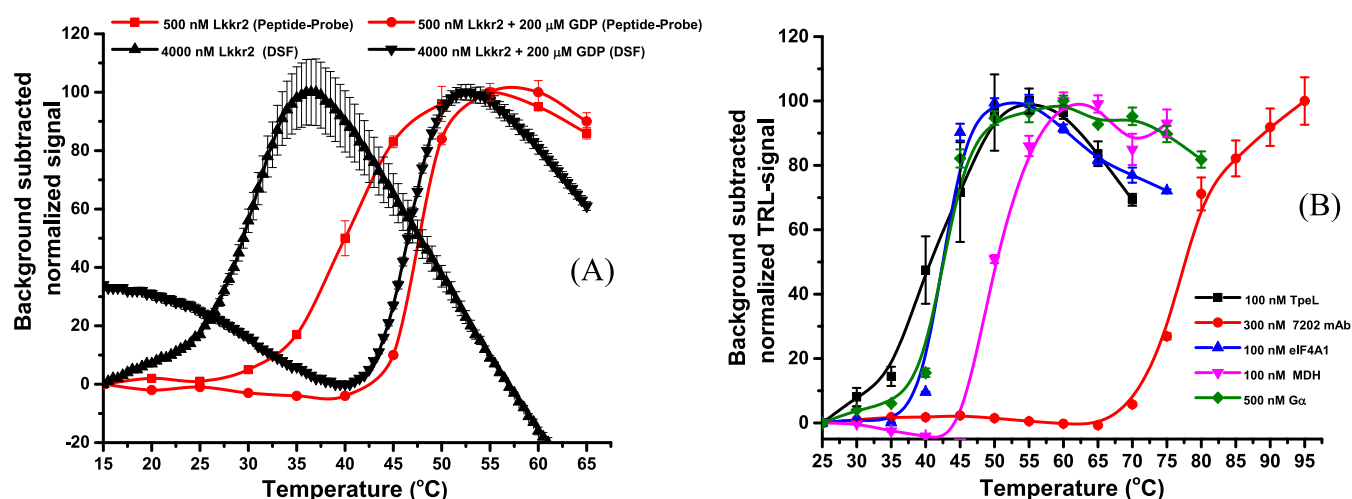 500 nM Lkkr2 (Peptide-Probe)
500 nM Lkkr2 + 200 μM GDP (Peptide-Probe)
4000 nM Lkkr2 (DSF)
4000 nM Lkkr2 + 200 μM GDP (DSF)
Background subtracted
normalized signal
120
100
80
60
40
20
0
-20
(A)
15 20 25 30 35 40 45 50 55 60 65
Temperature (°C)
Background subtracted
normalized TRL-signal
120
100
80
60
40
20
0
(B)
100 nM TpeL
300 nM 7202 mAb
100 nM eIF4A1
100 nM MDH
500 nM Gα
25 30 35 40 45 50 55 60 65 70 75 80 85 90 95
Temperature (°C)